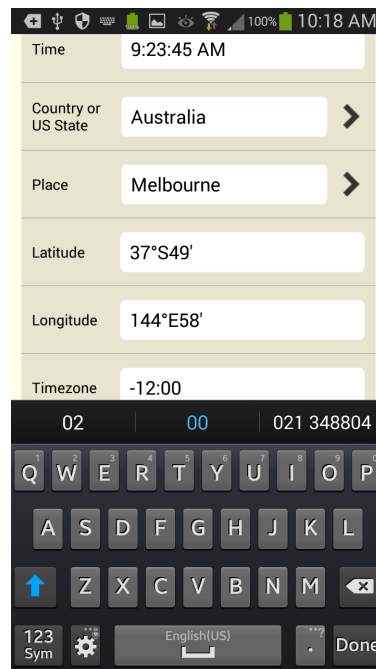 100% 10:18 AM
Time 9:23:45 AM
Country or
US State Australia
Place Melbourne
Latitude 37°S49'
Longitude 144°E58'
Timezone -12:00
02 00 021 348804
1 2 3 4 5 6 7 8 9 0
Q W E R T Y U I O P
A S D F G H J K L
Z X C V B N M
123
Sym English(US) . Done